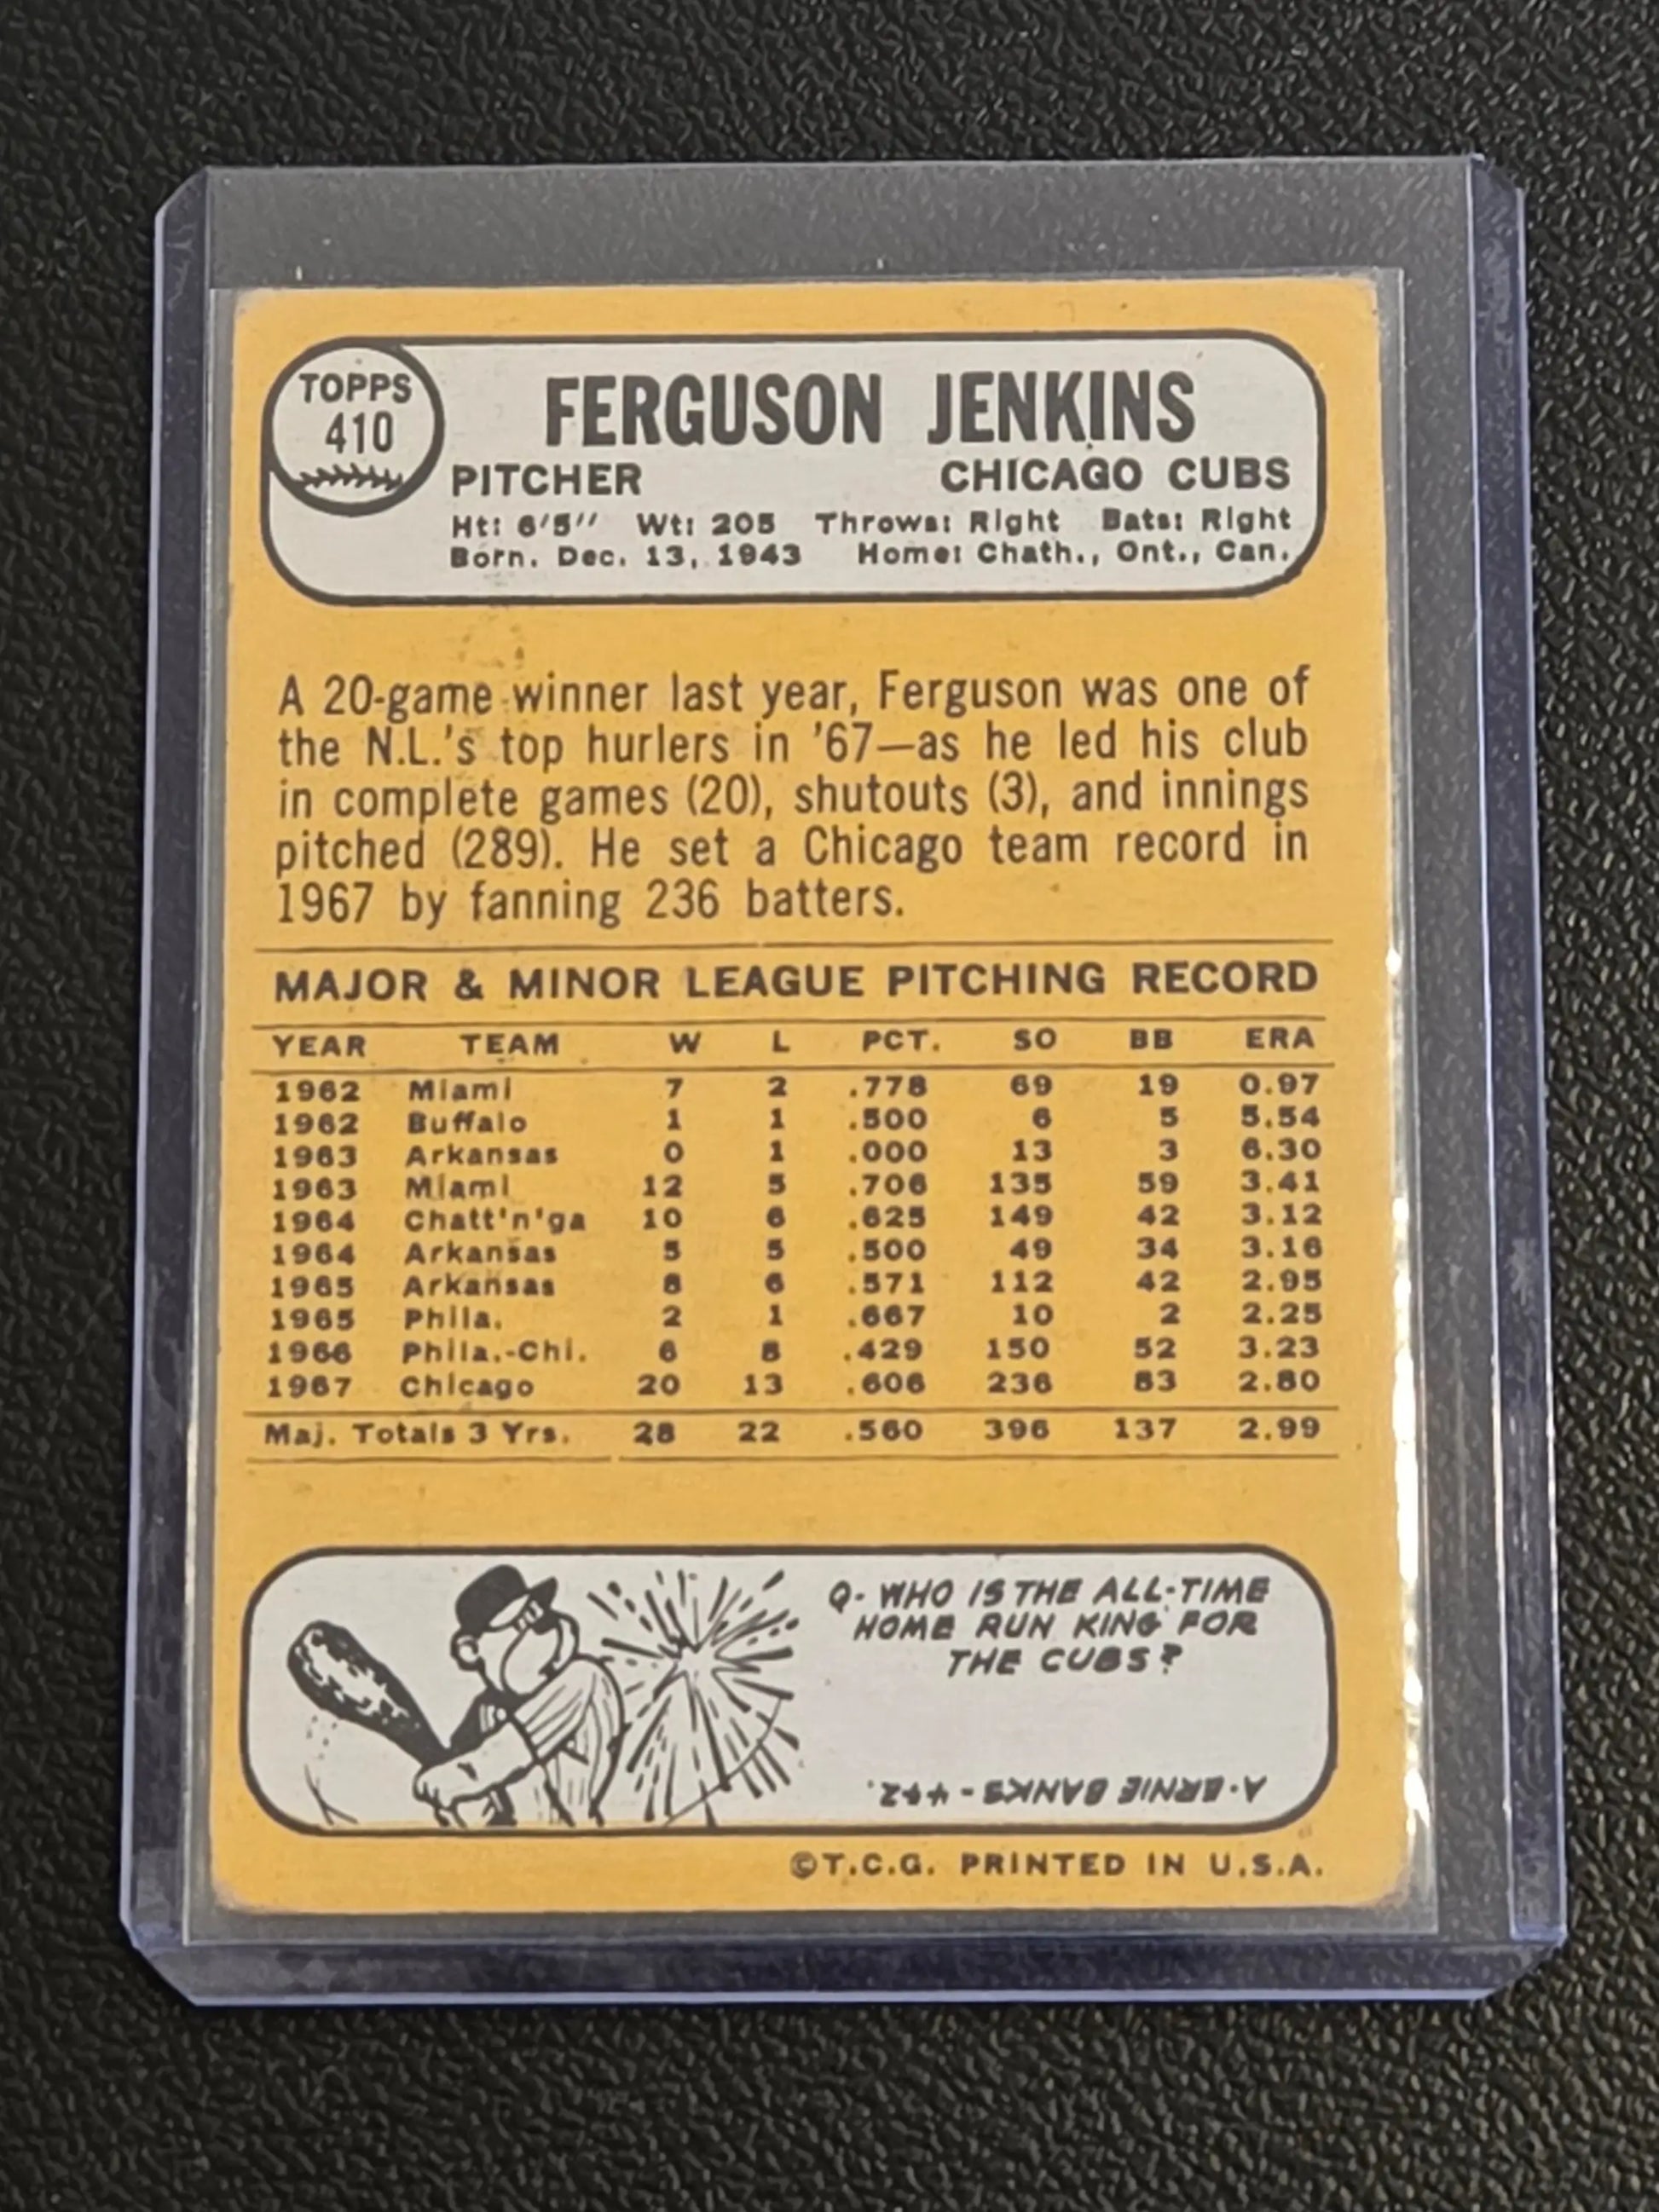 TOPPS
410
FERGUSON JENKINS
PITCHER CHICAGO CUBS
Ht: 6'5'' Wt: 205 Throws: Right Bats: Right
Born. Dec. 13, 1943 Home: Chath., Ont., Can.
A 20-game winner last year, Ferguson was one of
the N.L.'s top hurlers in '67—as he led his club
in complete games (20), shutouts (3), and innings
pitched (289). He set a Chicago team record in
1967 by fanning 236 batters.
MAJOR & MINOR LEAGUE PITCHING RECORD
YEAR TEAM W L PCT. SO BB ERA
1962 Miami 7 2 .778 69 19 0.97
1962 Buffalo 1 1 .500 6 5 5.54
1963 Arkansas 0 1 .000 13 3 6.30
1963 Miami 12 5 .706 135 59 3.41
1964 Chatt'n'ga 10 6 .625 149 42 3.12
1964 Arkansas 5 5 .500 49 34 3.16
1965 Arkansas 8 6 .571 112 42 2.95
1965 Phila. 2 1 .667 10 2 2.25
1966 Phila.-Chi. 6 8 .429 150 52 3.23
1967 Chicago 20 13 .606 236 83 2.80
Maj. Totals 3 Yrs. 28 22 .560 396 137 2.99
Q- WHO IS THE ALL-TIME
HOME RUN KING FOR
THE CUBS?
A-ERNIE BANKS-442.
©T.C.G. PRINTED IN U.S.A.